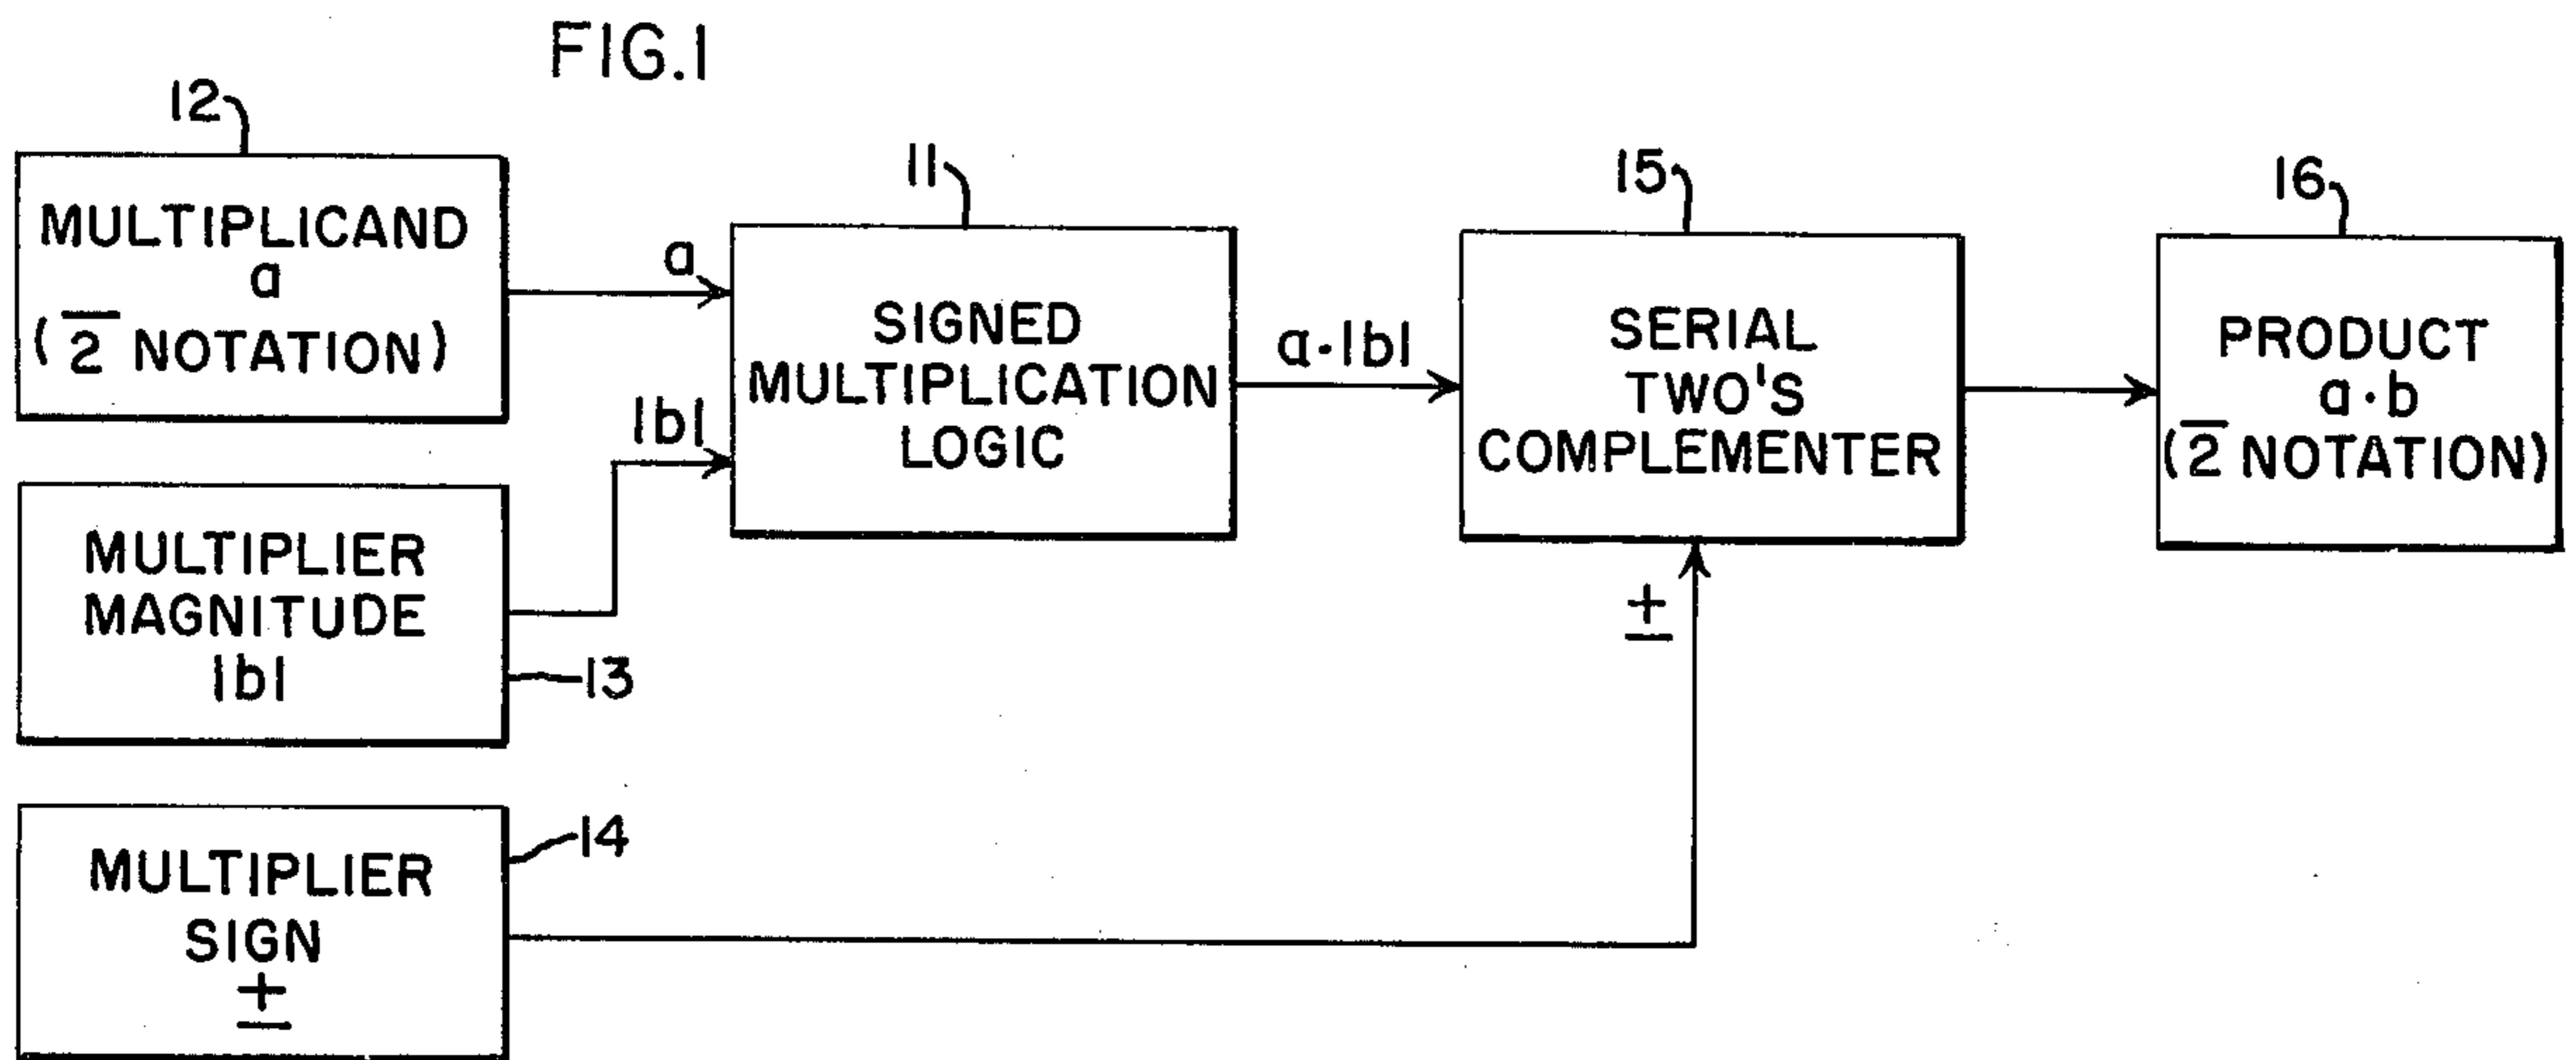 FIG.1
12
MULTIPLICAND
a
(2̅ NOTATION)
a
11
SIGNED
MULTIPLICATION
LOGIC
|b|
MULTIPLIER
MAGNITUDE
|b|
13
MULTIPLIER
SIGN
±
14
a·|b|
15
SERIAL
TWO'S
COMPLEMENTER
±
16
PRODUCT
a·b
(2̅ NOTATION)